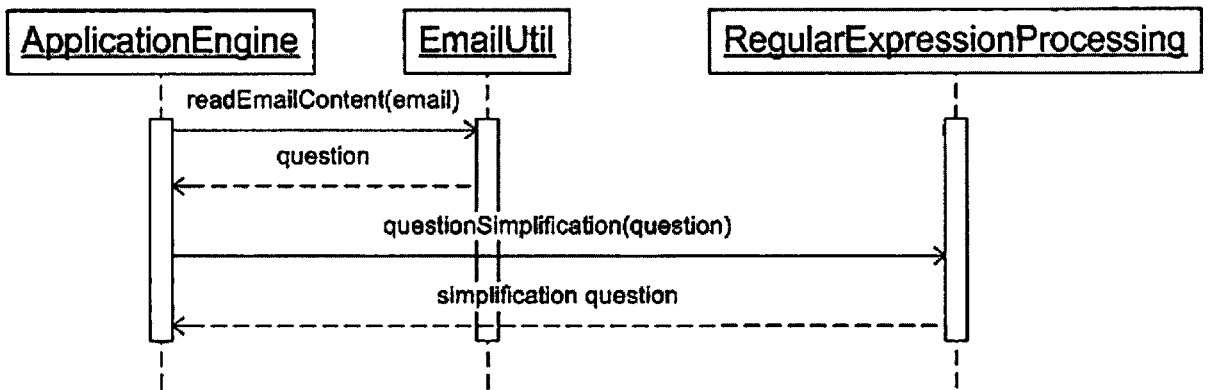 ApplicationEngine
EmailUtil
RegularExpressionProcessing
readEmailContent(email)
question
questionSimplification(question)
simplification question